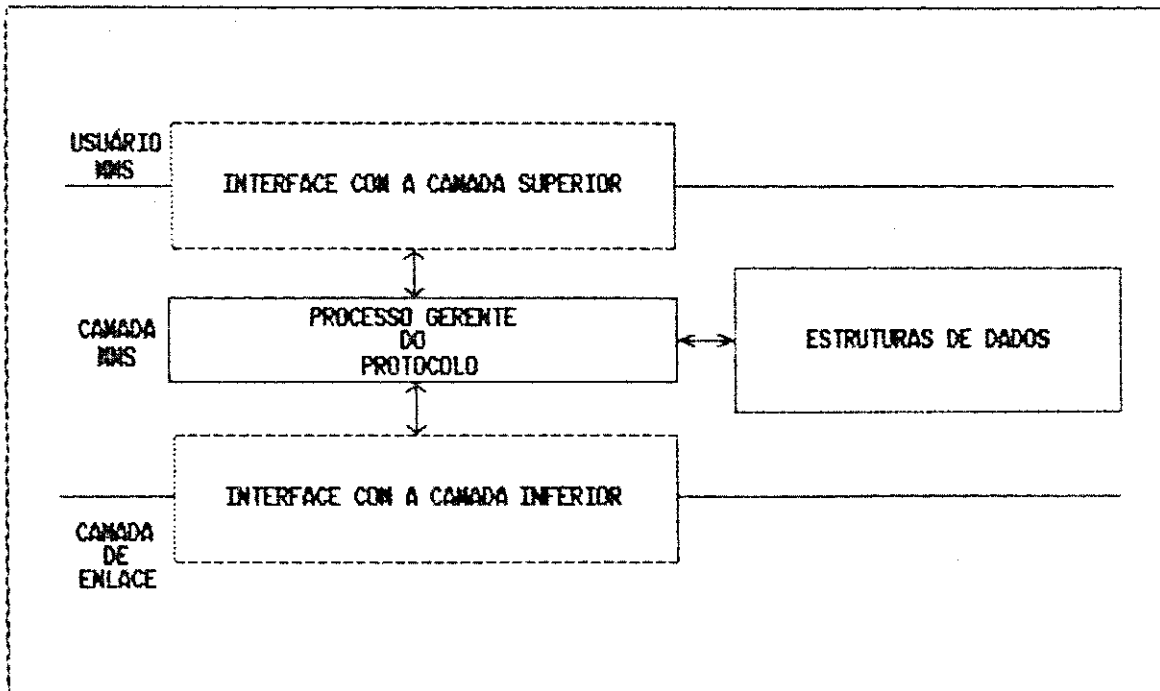 USUÁRIO
MMS
INTERFACE COM A CAMADA SUPERIOR
CAMADA
MMS
PROCESSO GERENTE
DO
PROTOCOLO
ESTRUTURAS DE DADOS
INTERFACE COM A CAMADA INFERIOR
CAMADA
DE
ENLACE